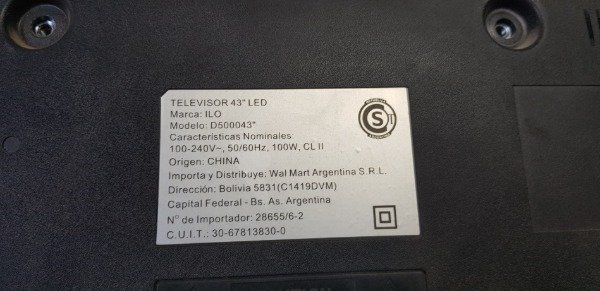 TELEVISOR 43" LED
Marca: ILO
Modelo: D500043"
Características Nominales:
100-240V~, 50/60Hz, 100W, CL II
Origen: CHINA
Importa y Distribuye: Wal Mart Argentina S.R.L.
Dirección: Bolivia 5831(C1419DVM)
Capital Federal - Bs. As. Argentina
N° de Importador: 28655/6-2
C.U.I.T.: 30-67813830-0